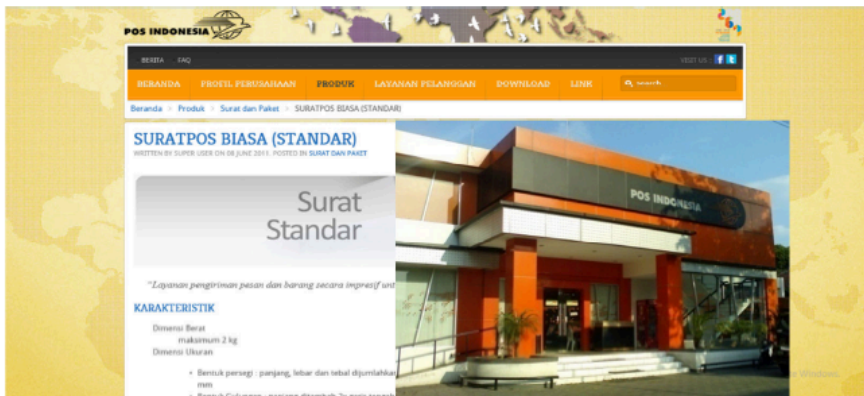 POS INDONESIA
BERITA FAQ
VISIT US :
BERANDA PROFIL PERUSAHAAN PRODUK LAYANAN PELANGGAN DOWNLOAD LINK search
Beranda Produk Surat dan Paket SURATPOS BIASA (STANDAR)
SURATPOS BIASA (STANDAR)
WRITTEN BY SUPER USER ON 08 JUNE 2011. POSTED IN SURAT DAN PAKET
Surat
Standar
POS INDONESIA
"Layanan pengiriman pesan dan barang secara impresif unt
KARAKTERISTIK
Dimensi Berat
maksimum 2 kg
Dimensi Ukuran
• Bentuk persegi : panjang, lebar dan tebal dijumlahkan
mm
Windows.